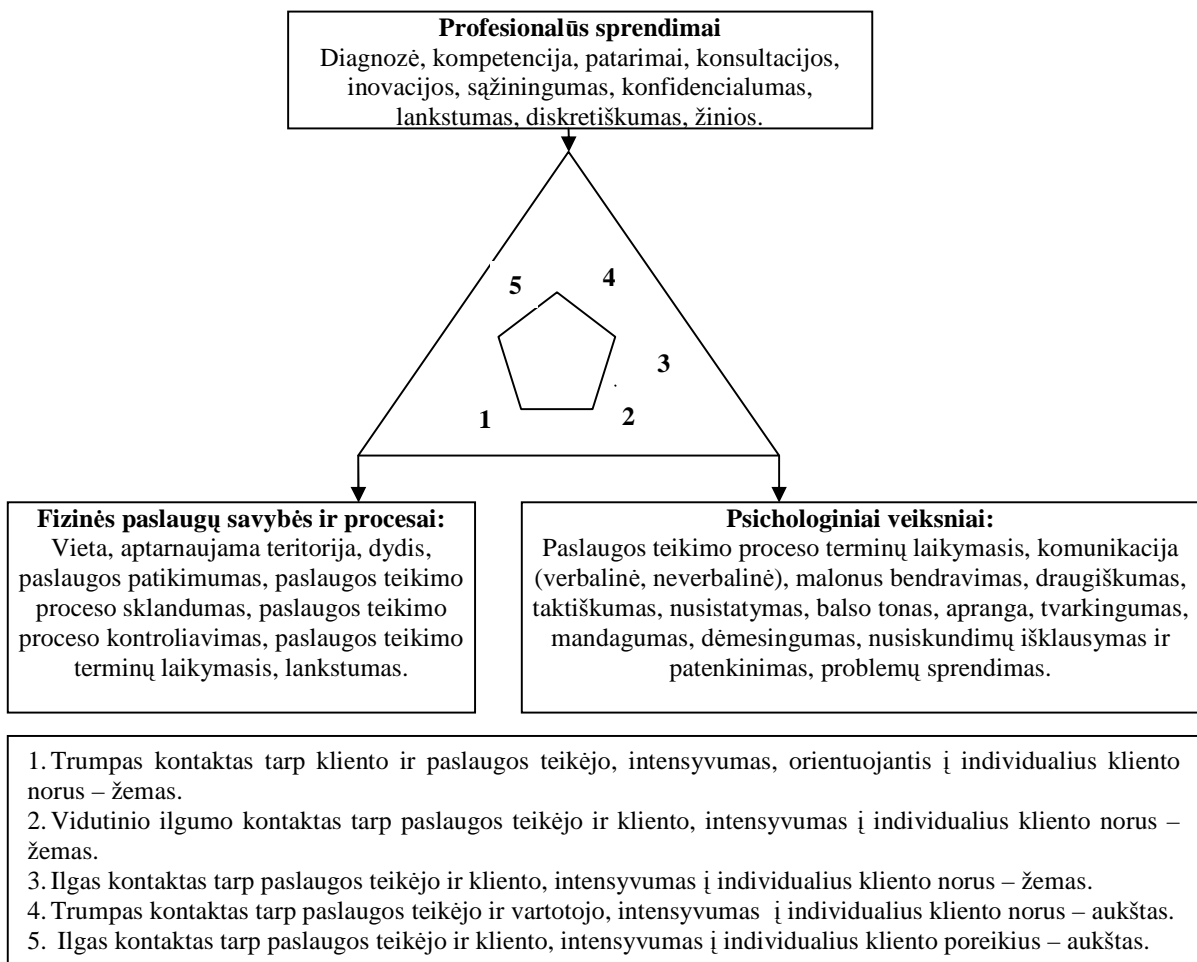 Profesionalūs sprendimai
Diagnozė, kompetencija, patarimai, konsultacijos,
inovacijos, sąžiningumas, konfidencialumas,
lankstumas, diskretiškumas, žinios.
5
4
3
1
2
Fizinės paslaugų savybės ir procesai:
Vieta, aptarnaujama teritorija, dydis,
paslaugos patikimumas, paslaugos teikimo
proceso sklandumas, paslaugos teikimo
proceso kontroliavimas, paslaugos teikimo
terminų laikymasis, lankstumas.
Psichologiniai veiksniai:
Paslaugos teikimo proceso terminų laikymasis, komunikacija
(verbalinė, neverbalinė), malonus bendravimas, draugiškumas,
taktiškumas, nusistatymas, balso tonas, apranga, tvarkingumas,
mandagumas, dėmesingumas, nusiskundimų išklausymas ir
patenkinimas, problemų sprendimas.
1. Trumpas kontaktas tarp kliento ir paslaugos teikėjo, intensyvumas, orientuojantis į individualius kliento
norus – žemas.
2. Vidutinio ilgumo kontaktas tarp paslaugos teikėjo ir kliento, intensyvumas į individualius kliento norus –
žemas.
3. Ilgas kontaktas tarp paslaugos teikėjo ir kliento, intensyvumas į individualius kliento norus – žemas.
4. Trumpas kontaktas tarp paslaugos teikėjo ir vartotojo, intensyvumas į individualius kliento norus – aukštas.
5. Ilgas kontaktas tarp paslaugos teikėjo ir kliento, intensyvumas į individualius kliento poreikius – aukštas.